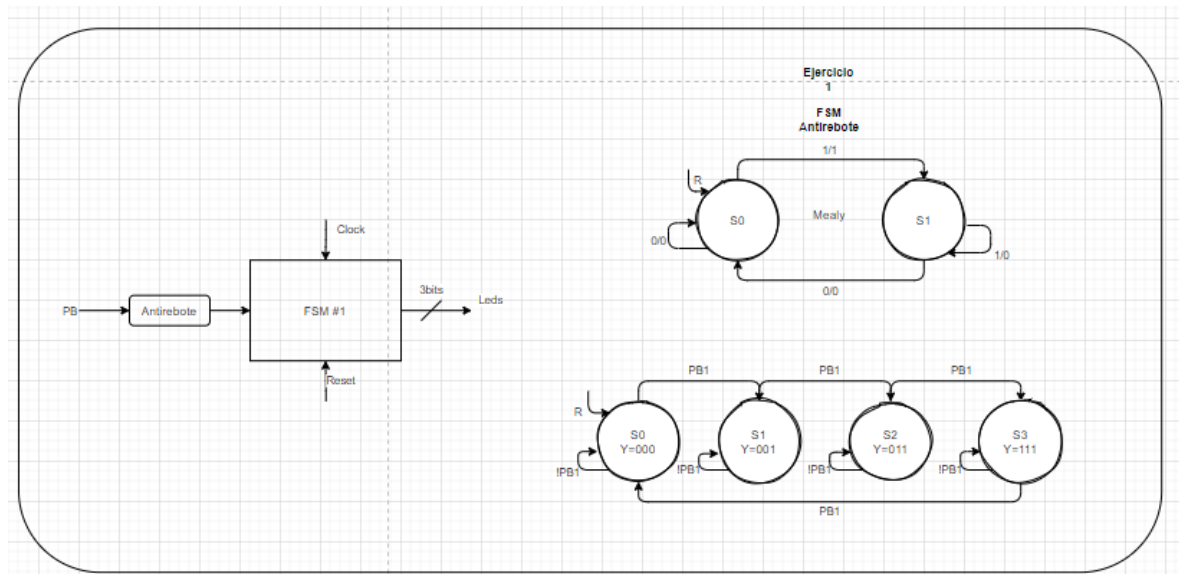 Ejercicio
1
FSM
Antirebote
1/1
R
S0
Mealy
S1
0/0
1/0
0/0
Clock
PB
Antirebote
FSM #1
3bits
Leds
Reset
PB1
PB1
PB1
R
S0
Y=000
S1
Y=001
S2
Y=011
S3
Y=111
!PB1
!PB1
!PB1
!PB1
PB1